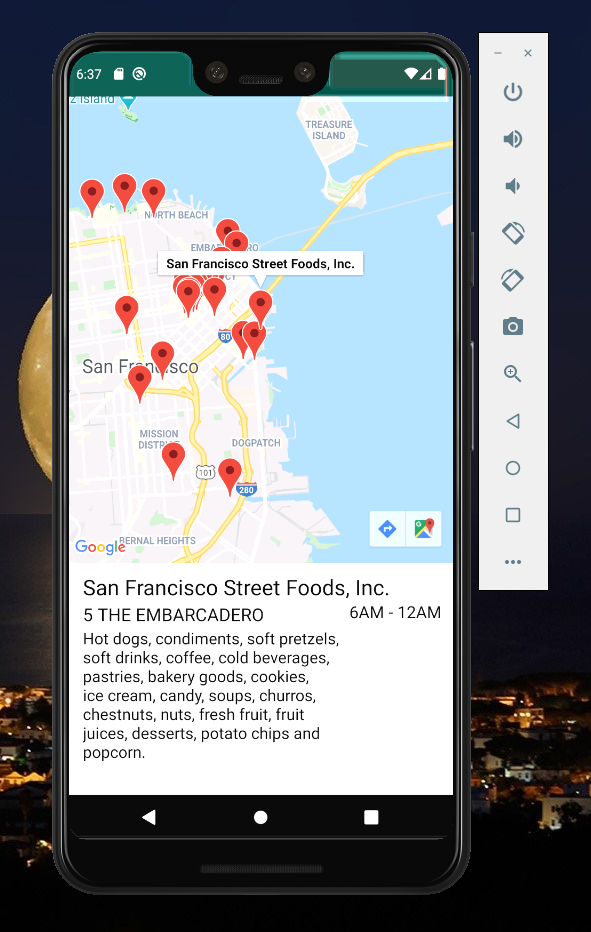 6:37
z Island
TREASURE
ISLAND
NORTH BEACH
San Francisco Street Foods, Inc.
80
San Francisco
MISSION
DISTRICT
DOGPATCH
101
280
Google
BERNAL HEIGHTS
San Francisco Street Foods, Inc.
5 THE EMBARCADERO
6AM - 12AM
Hot dogs, condiments, soft pretzels,
soft drinks, coffee, cold beverages,
pastries, bakery goods, cookies,
ice cream, candy, soups, churros,
chestnuts, nuts, fresh fruit, fruit
juices, desserts, potato chips and
popcorn.